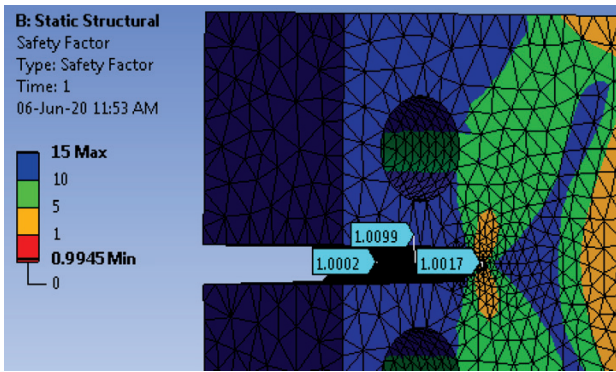 B: Static Structural
Safety Factor
Type: Safety Factor
Time: 1
06-Jun-20 11:53 AM
15 Max
10
5
1
0.9945 Min
0
1.0099
1.0002
1.0017